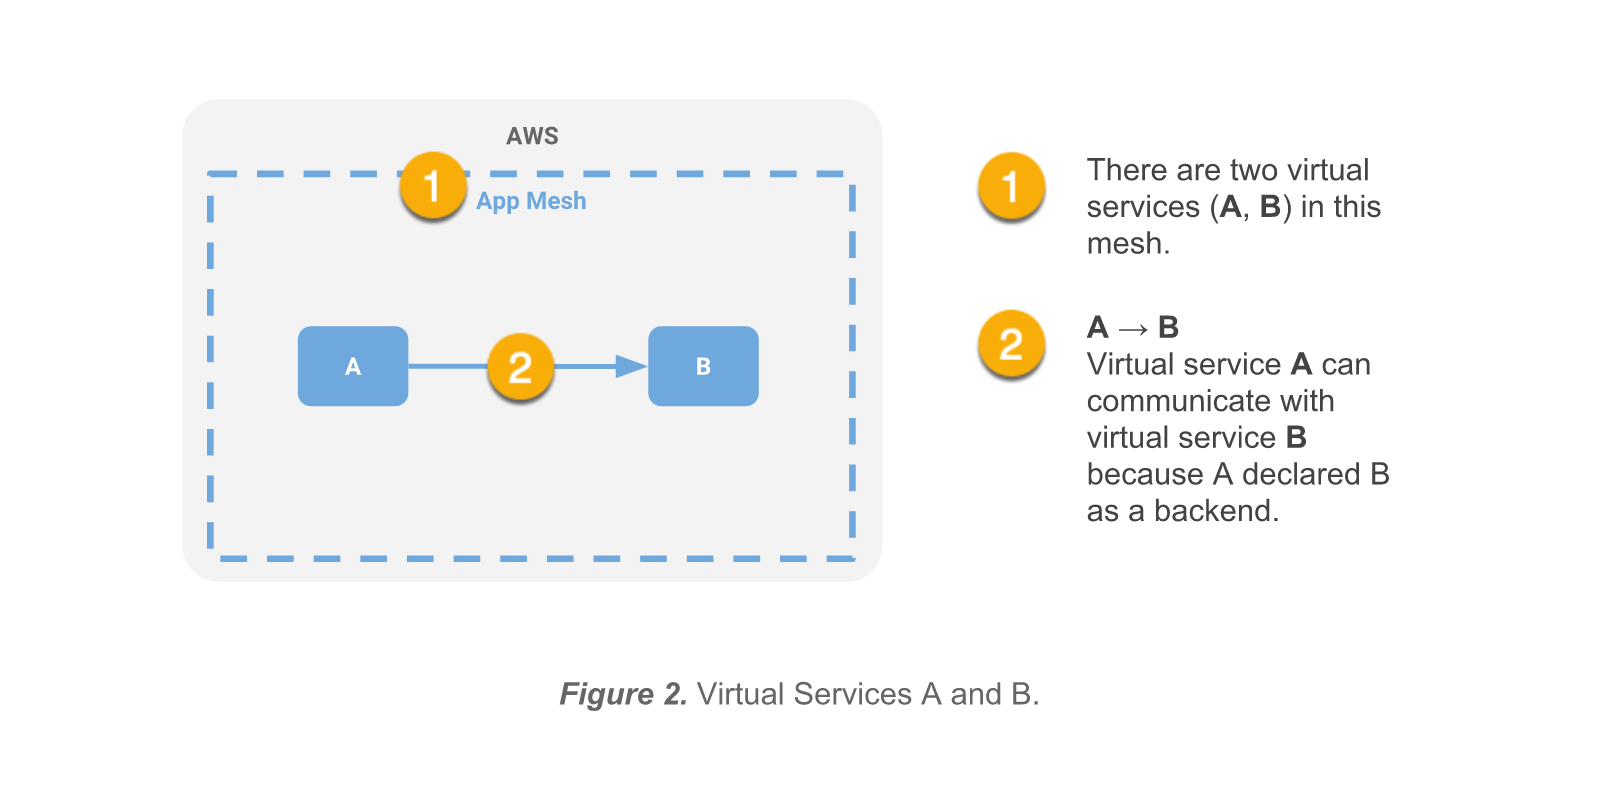 AWS
1
App Mesh
A
2
B
1
There are two virtual
services (A, B) in this
mesh.
2
A → B
Virtual service A can
communicate with
virtual service B
because A declared B
as a backend.
Figure 2. Virtual Services A and B.